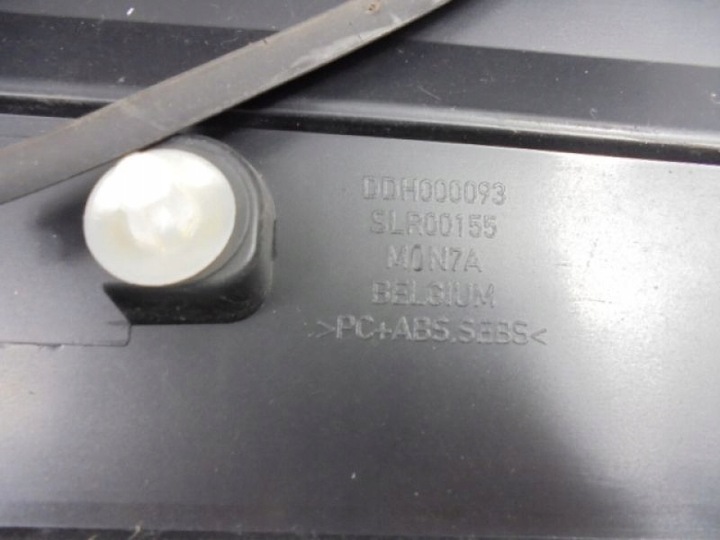 DDH000093
SLR00155
M0N7A
BELGIUM
>PC+ABS.SEBS<